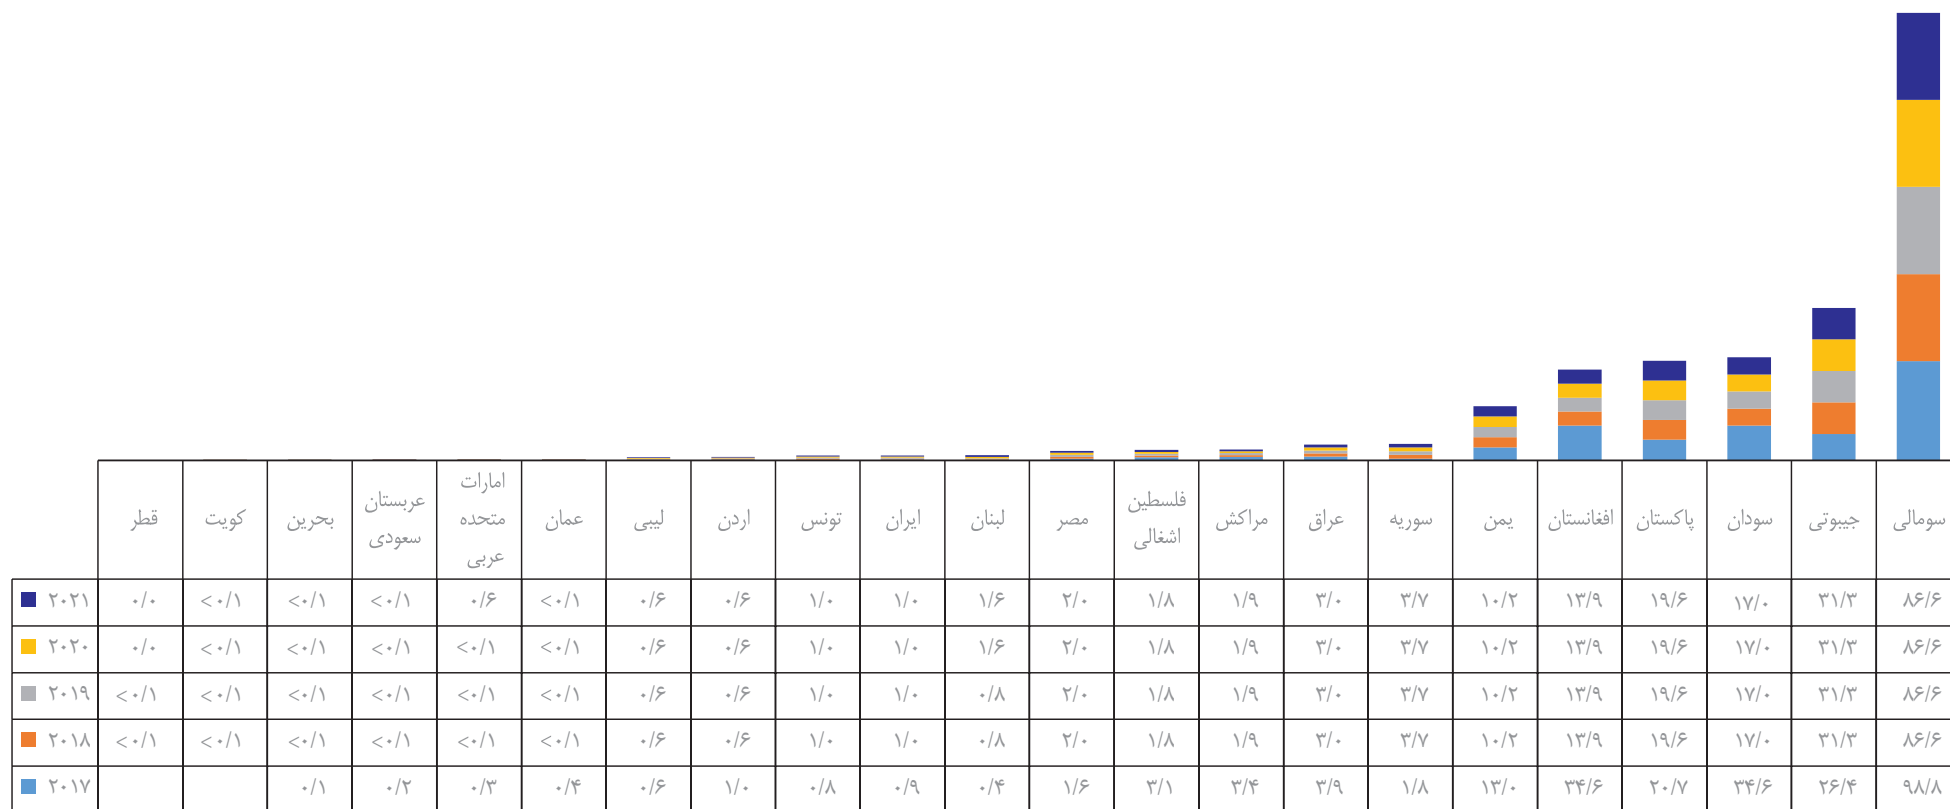 قطر کویت بحرین عربستان سعودی امارات متحده عربی عمان لیبی اردن تونس ایران لبنان مصر فلسطین اشغالی مراکش عراق سوریه یمن افغانستان پاکستان سودان جیبوتی سومالی
۲۰۲۱ ۰/۰ <۰/۱ <۰/۱ <۰/۱ ۰/۶ <۰/۱ ۰/۶ ۰/۶ ۱/۰ ۱/۰ ۱/۶ ۲/۰ ۱/۸ ۱/۹ ۳/۰ ۳/۷ ۱۰/۲ ۱۳/۹ ۱۹/۶ ۱۷/۰ ۳۱/۳ ۸۶/۶
۲۰۲۰ ۰/۰ <۰/۱ <۰/۱ <۰/۱ <۰/۱ <۰/۱ ۰/۶ ۰/۶ ۱/۰ ۱/۰ ۱/۶ ۲/۰ ۱/۸ ۱/۹ ۳/۰ ۳/۷ ۱۰/۲ ۱۳/۹ ۱۹/۶ ۱۷/۰ ۳۱/۳ ۸۶/۶
۲۰۱۹ <۰/۱ <۰/۱ <۰/۱ <۰/۱ <۰/۱ <۰/۱ ۰/۶ ۰/۶ ۱/۰ ۱/۰ ۰/۸ ۲/۰ ۱/۸ ۱/۹ ۳/۰ ۳/۷ ۱۰/۲ ۱۳/۹ ۱۹/۶ ۱۷/۰ ۳۱/۳ ۸۶/۶
۲۰۱۸ <۰/۱ <۰/۱ <۰/۱ <۰/۱ <۰/۱ <۰/۱ ۰/۶ ۰/۶ ۱/۰ ۱/۰ ۰/۸ ۲/۰ ۱/۸ ۱/۹ ۳/۰ ۳/۷ ۱۰/۲ ۱۳/۹ ۱۹/۶ ۱۷/۰ ۳۱/۳ ۸۶/۶
۲۰۱۷ ۰/۱ ۰/۲ ۰/۳ ۰/۴ ۰/۶ ۱/۰ ۰/۸ ۰/۹ ۰/۴ ۱/۶ ۳/۱ ۳/۴ ۳/۹ ۱/۸ ۱۳/۰ ۳۴/۶ ۲۰/۷ ۳۴/۶ ۲۶/۴ ۹۸/۸